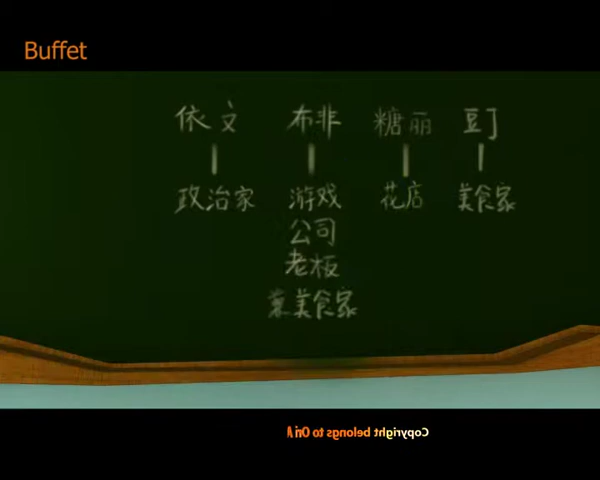 Buffet
依文 布非 糖丽 豆丁
政治家 游戏 花店 美食家
公司
老板
兼美食家
Copyright belongs to Ori A